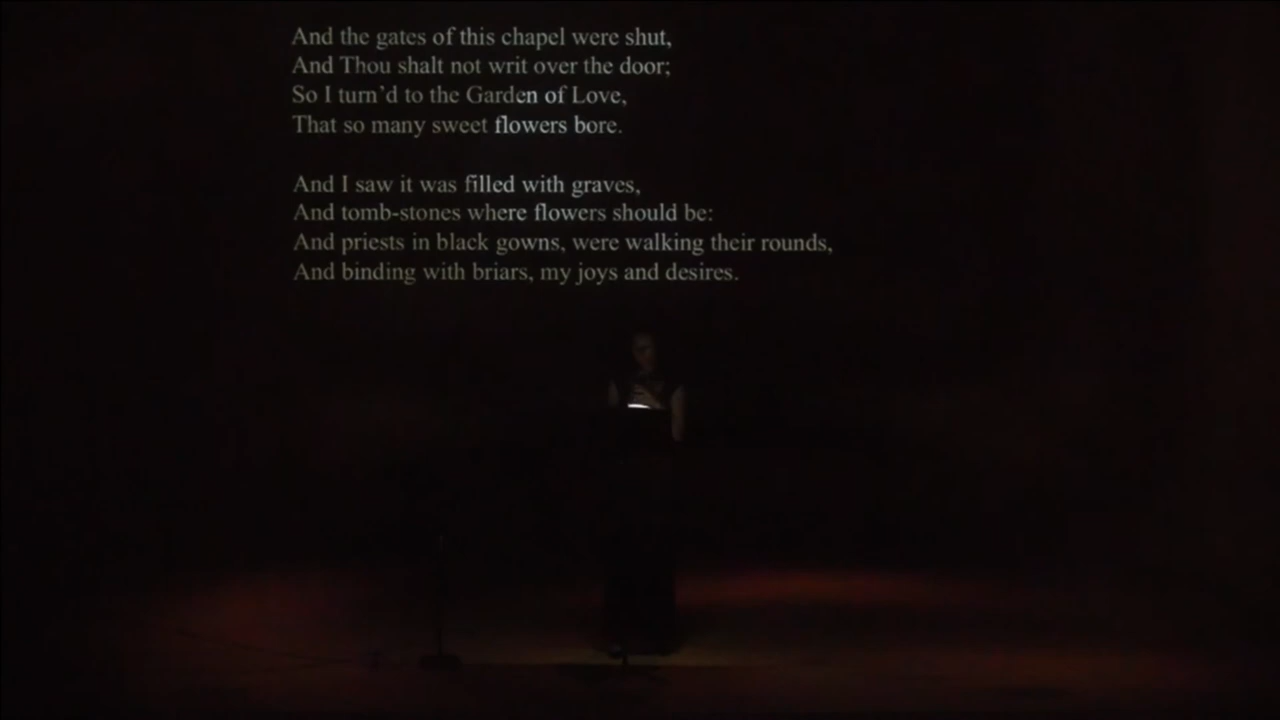 And the gates of this chapel were shut,
And Thou shalt not writ over the door;
So I turn’d to the Garden of Love,
That so many sweet flowers bore.
And I saw it was filled with graves,
And tomb-stones where flowers should be:
And priests in black gowns, were walking their rounds,
And binding with briars, my joys and desires.